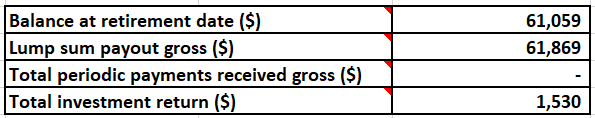 Balance at retirement date ($) 61,059
Lump sum payout gross ($) 61,869
Total periodic payments received gross ($) -
Total investment return ($) 1,530